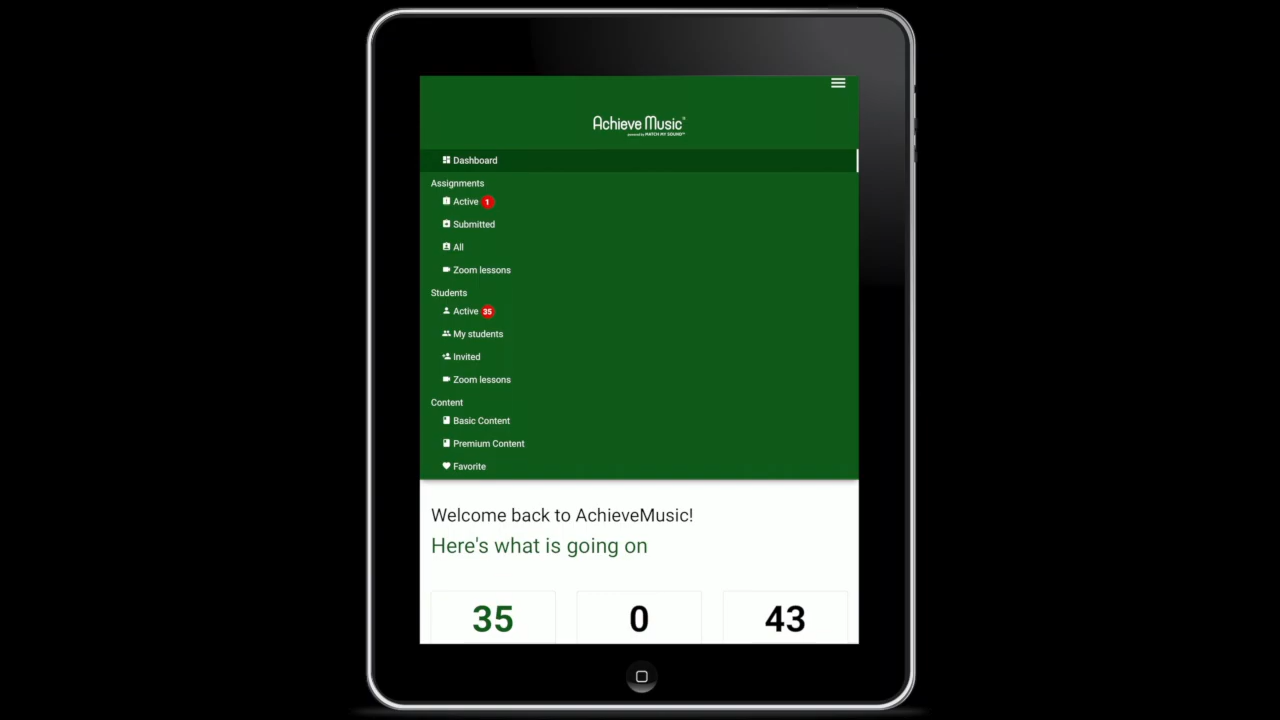 Achieve Music®
powered by MATCH MY SOUND™
Dashboard
Assignments
Active 1
Submitted
All
Zoom lessons
Students
Active 35
My students
Invited
Zoom lessons
Content
Basic Content
Premium Content
Favorite
Welcome back to AchieveMusic!
Here's what is going on
35 0 43